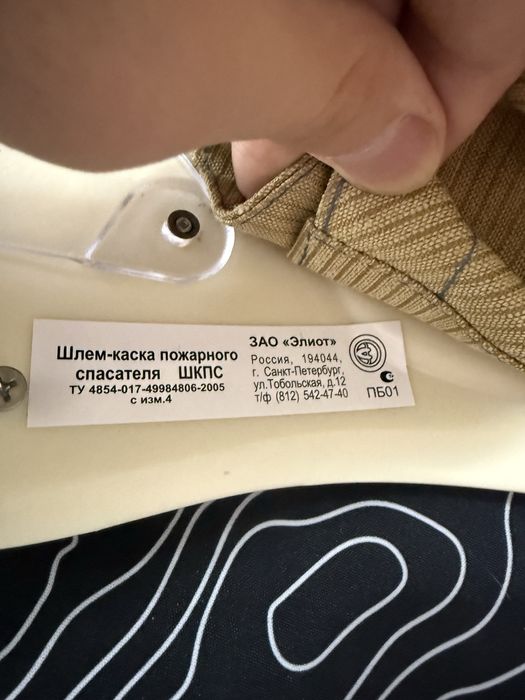 Шлем-каска пожарного
спасателя ШКПС
ТУ 4854-017-49984806-2005
с изм.4
ЗАО «Элиот»
Россия, 194044,
г. Санкт-Петербург,
ул.Тобольская, д.12
т/ф (812) 542-47-40
ПБ01